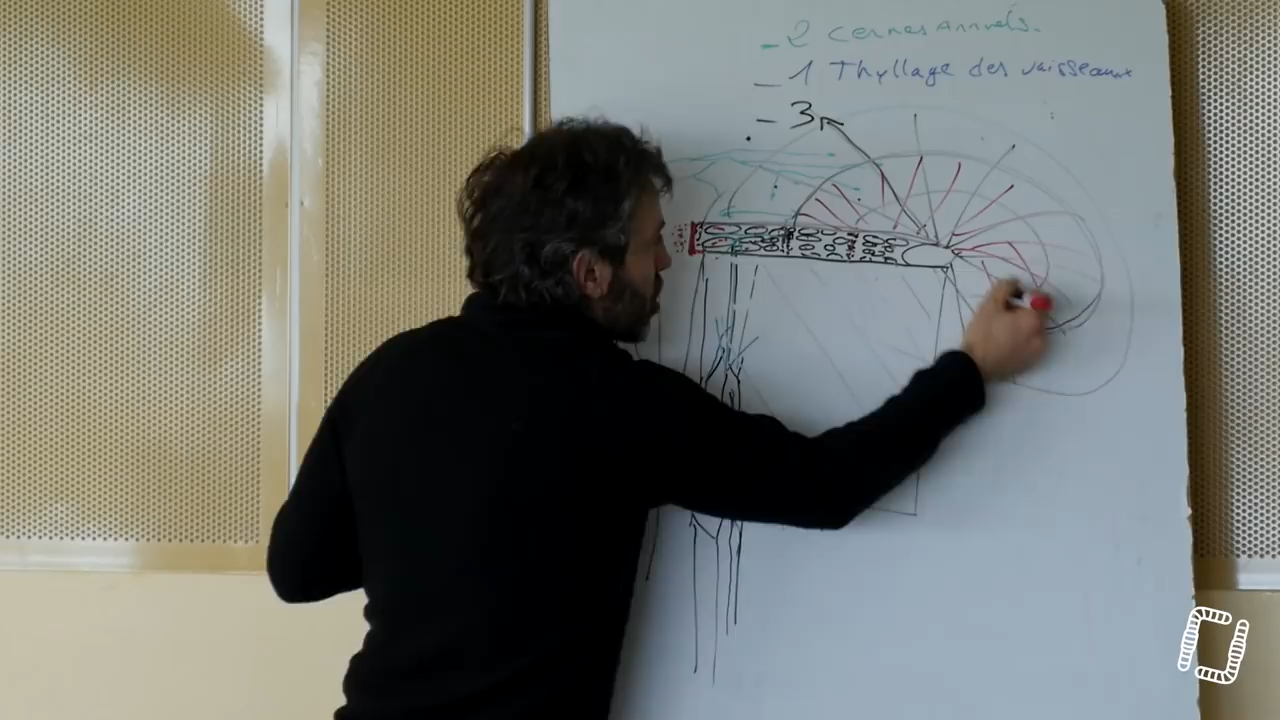 - 2 cernes annuels.
- 1 Thyllage des vaisseaux
- 3